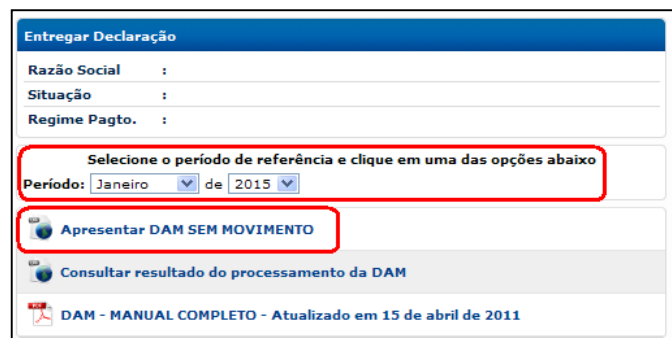 Entregar Declaração
Razão Social :
Situação :
Regime Pagto. :
Selecione o período de referência e clique em uma das opções abaixo
Período: Janeiro de 2015
Apresentar DAM SEM MOVIMENTO
Consultar resultado do processamento da DAM
DAM - MANUAL COMPLETO - Atualizado em 15 de abril de 2011